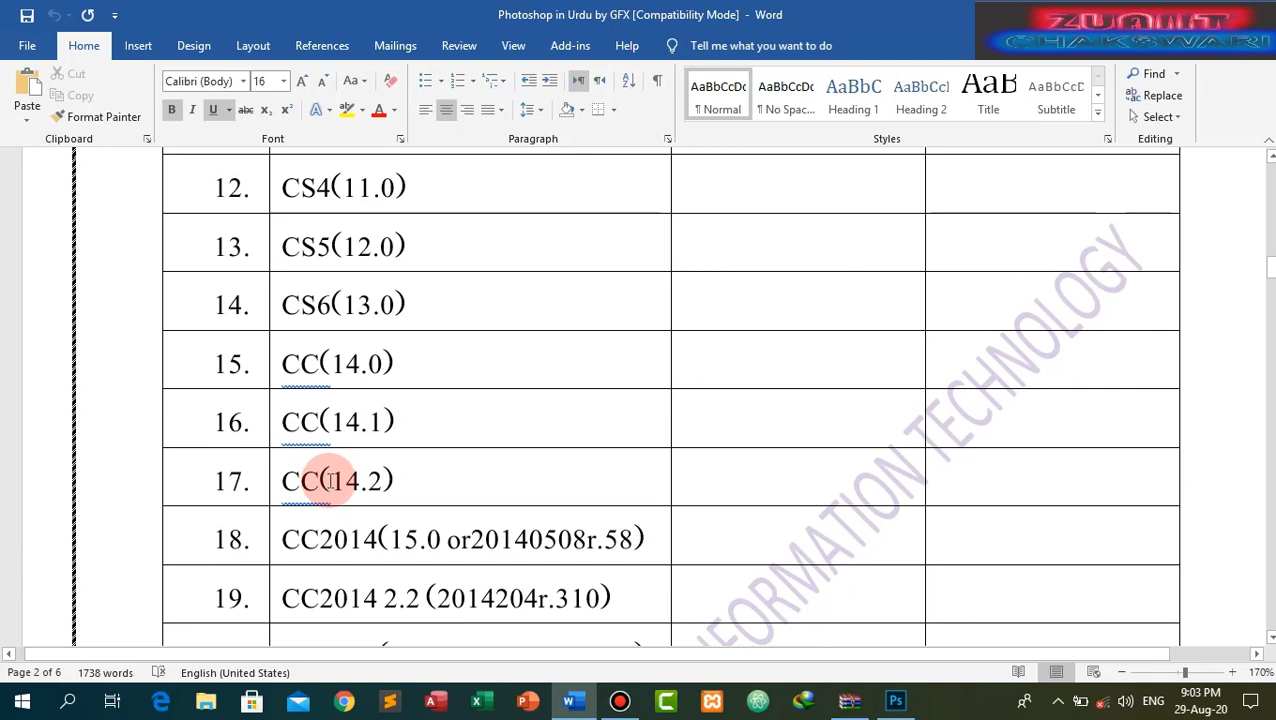 Photoshop in Urdu by GFX [Compatibility Mode] - Word
ZUANIT
CHAKSWARI
File Home Insert Design Layout References Mailings Review View Add-ins Help Tell me what you want to do
Cut
Copy
Paste
Format Painter
Clipboard
Calibri (Body) 16
Font
Paragraph
AaBbCcDc AaBbCcDc AaBbC AaBbCcI AaB AaBbCcDc
¶ Normal ¶ No Spac... Heading 1 Heading 2 Title Subtitle
Styles
Find
Replace
Select
Editing
12. CS4(11.0)
13. CS5(12.0)
14. CS6(13.0)
15. CC(14.0)
16. CC(14.1)
17. CC(14.2)
18. CC2014(15.0 or20140508r.58)
19. CC2014 2.2 (2014204r.310)
NFORMATION TECHNOLOGY
Page 2 of 6 1738 words English (United States) 170%
ENG 9:03 PM
29-Aug-20